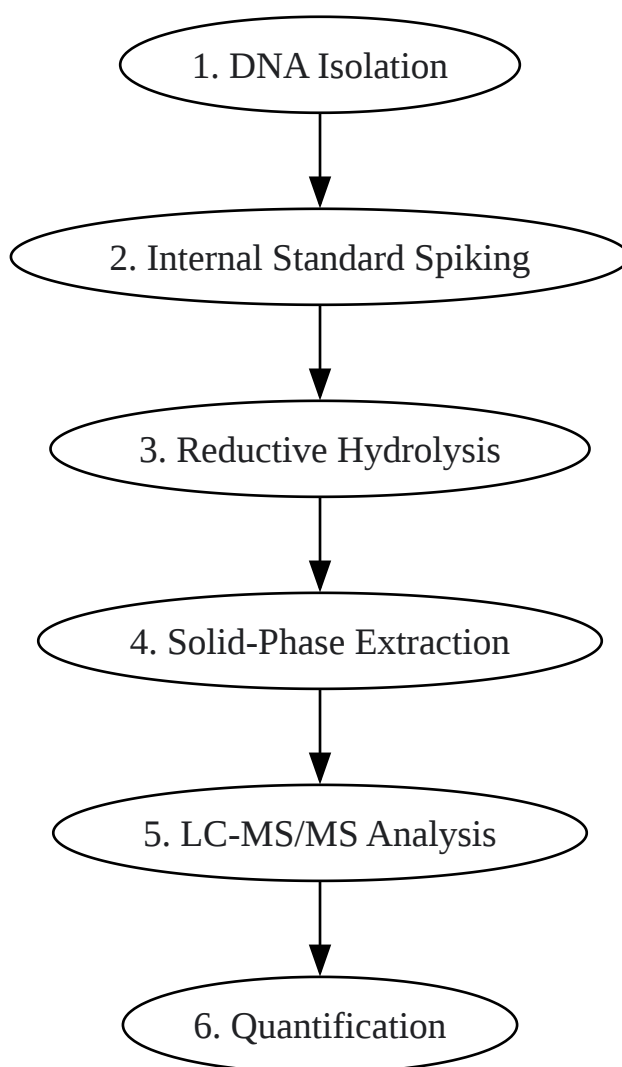 1. DNA Isolation
2. Internal Standard Spiking
3. Reductive Hydrolysis
4. Solid-Phase Extraction
5. LC-MS/MS Analysis
6. Quantification